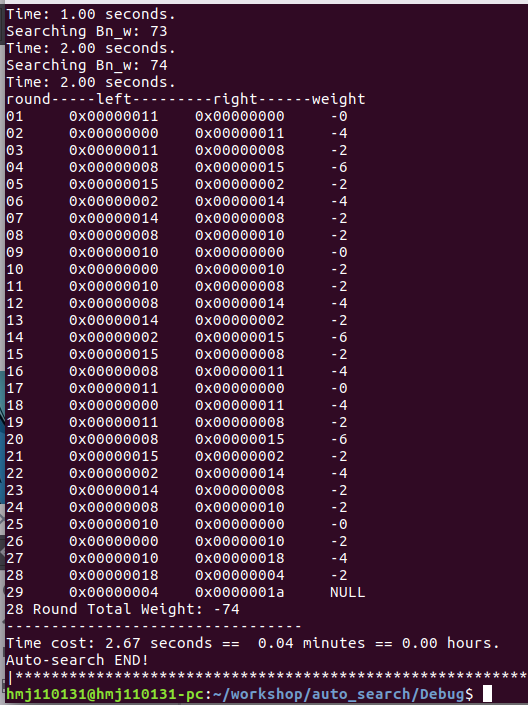 Time: 1.00 seconds.
Searching Bn_w: 73
Time: 2.00 seconds.
Searching Bn_w: 74
Time: 2.00 seconds.
round-----left---------right------weight
01     0x00000011    0x00000000     -0
02     0x00000000    0x00000011     -4
03     0x00000011    0x00000008     -2
04     0x00000008    0x00000015     -6
05     0x00000015    0x00000002     -2
06     0x00000002    0x00000014     -4
07     0x00000014    0x00000008     -2
08     0x00000008    0x00000010     -2
09     0x00000010    0x00000000     -0
10     0x00000000    0x00000010     -2
11     0x00000010    0x00000008     -2
12     0x00000008    0x00000014     -4
13     0x00000014    0x00000002     -2
14     0x00000002    0x00000015     -6
15     0x00000015    0x00000008     -2
16     0x00000008    0x00000011     -4
17     0x00000011    0x00000000     -0
18     0x00000000    0x00000011     -4
19     0x00000011    0x00000008     -2
20     0x00000008    0x00000015     -6
21     0x00000015    0x00000002     -2
22     0x00000002    0x00000014     -4
23     0x00000014    0x00000008     -2
24     0x00000008    0x00000010     -2
25     0x00000010    0x00000000     -0
26     0x00000000    0x00000010     -2
27     0x00000010    0x00000018     -4
28     0x00000018    0x00000004     -2
29     0x00000004    0x0000001a     NULL
28 Round Total Weight: -74
---------------------------------
Time cost: 2.67 seconds ==  0.04 minutes == 0.00 hours.
Auto-search END!
|*********************************************************
hmj110131@hmj110131-pc:~/workshop/auto_search/Debug$